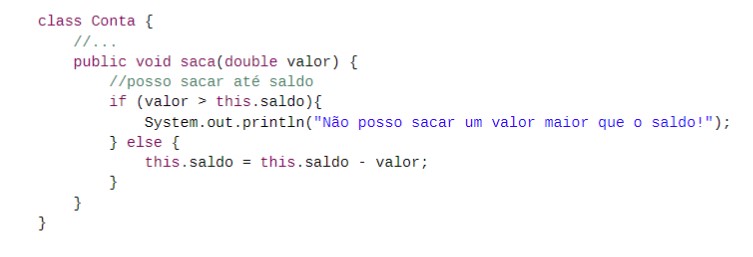 class Conta {
    //...
    public void saca(double valor) {
        //posso sacar até saldo
        if (valor > this.saldo){
            System.out.println("Não posso sacar um valor maior que o saldo!");
        } else {
            this.saldo = this.saldo - valor;
        }
    }
}